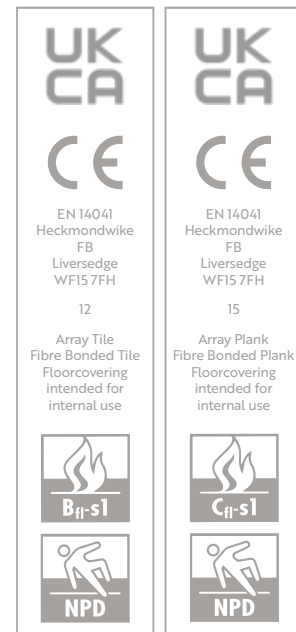 UK
CA
CE
EN 14041
Heckmondwike
FB
Liversedge
WF15 7FH
12
Array Tile
Fibre Bonded Tile
Floorcovering
intended for
internal use
Bfl-s1
NPD
UK
CA
CE
EN 14041
Heckmondwike
FB
Liversedge
WF15 7FH
15
Array Plank
Fibre Bonded Plank
Floorcovering
intended for
internal use
Cfl-s1
NPD